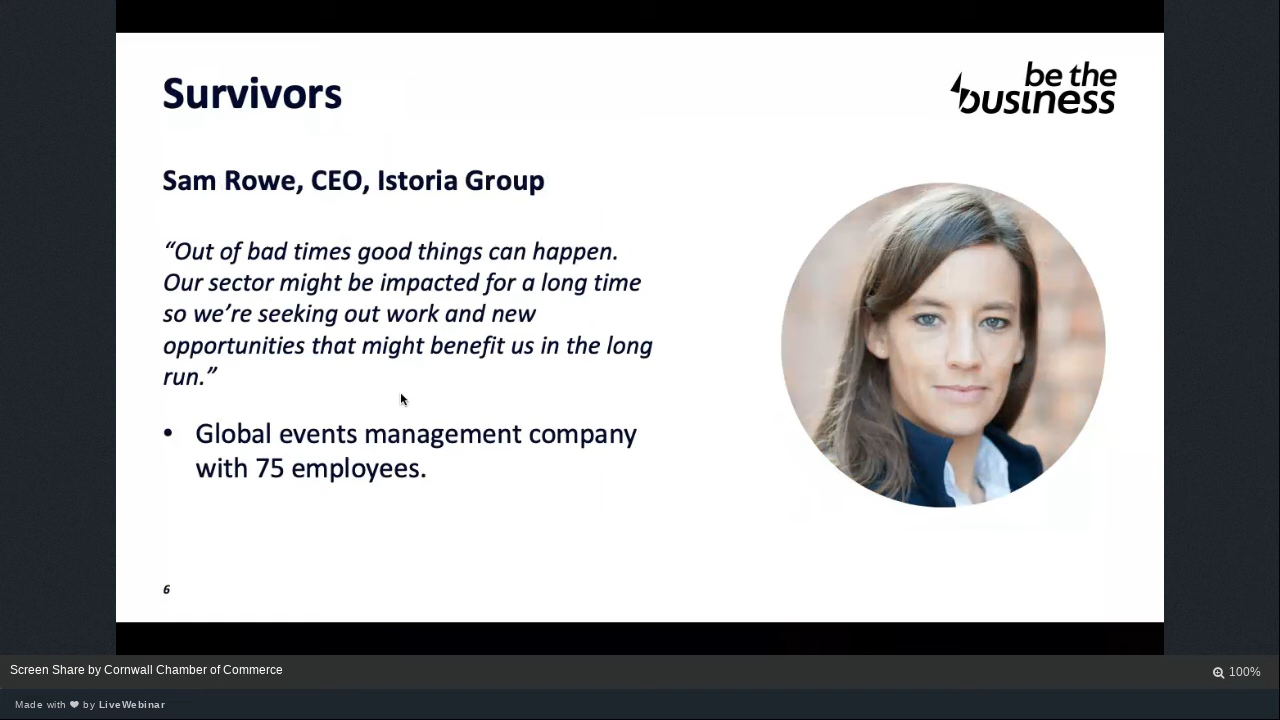 Survivors
be the
business
Sam Rowe, CEO, Istoria Group
“Out of bad times good things can happen.
Our sector might be impacted for a long time
so we’re seeking out work and new
opportunities that might benefit us in the long
run.”
• Global events management company
with 75 employees.
6
Screen Share by Cornwall Chamber of Commerce
100%
Made with ❤ by LiveWebinar